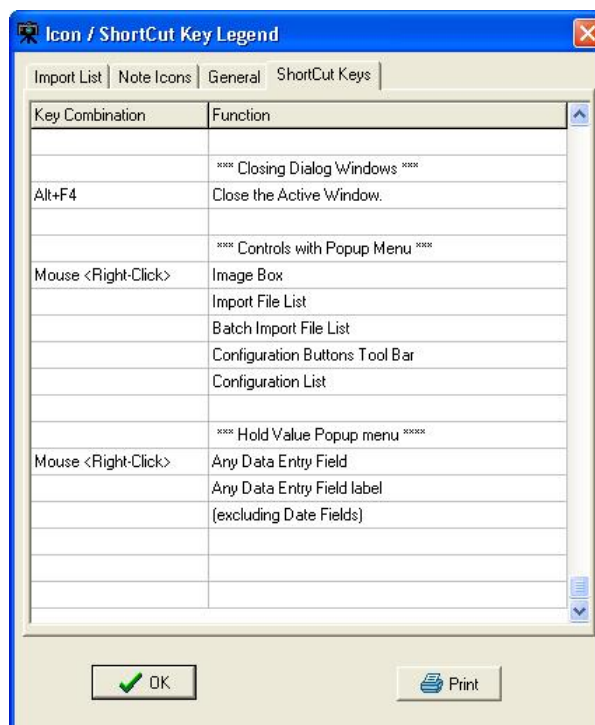 Icon / ShortCut Key Legend
Import List Note Icons General ShortCut Keys
Key Combination Function
*** Closing Dialog Windows ***
Alt+F4 Close the Active Window.
*** Controls with Popup Menu ***
Mouse <Right-Click> Image Box
Import File List
Batch Import File List
Configuration Buttons Tool Bar
Configuration List
*** Hold Value Popup menu ****
Mouse <Right-Click> Any Data Entry Field
Any Data Entry Field label
(excluding Date Fields)
OK Print